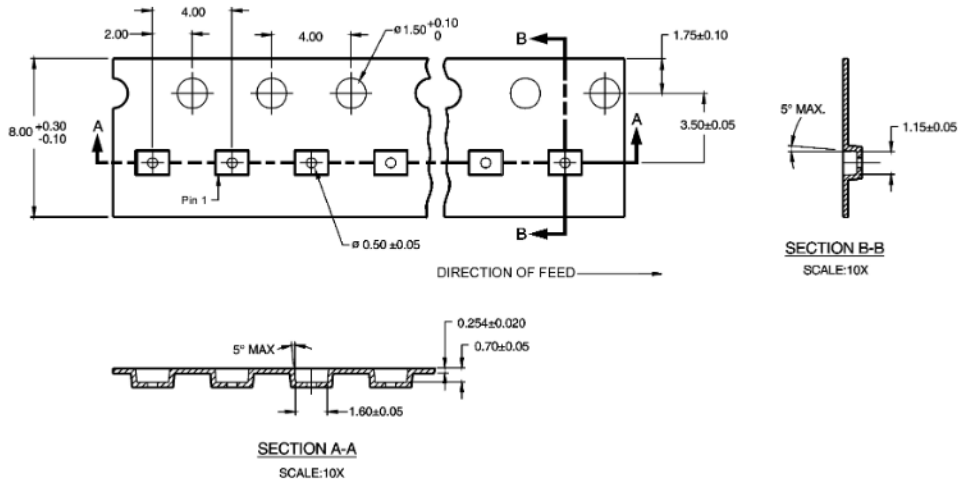 4.00
2.00
4.00
ø 1.50 +0.10
0
B
1.75±0.10
8.00 +0.30
-0.10
A
A
3.50±0.05
5° MAX.
1.15±0.05
Pin 1
ø 0.50 ±0.05
B
SECTION B-B
SCALE:10X
DIRECTION OF FEED
0.254±0.020
5° MAX
0.70±0.05
1.60±0.05
SECTION A-A
SCALE:10X